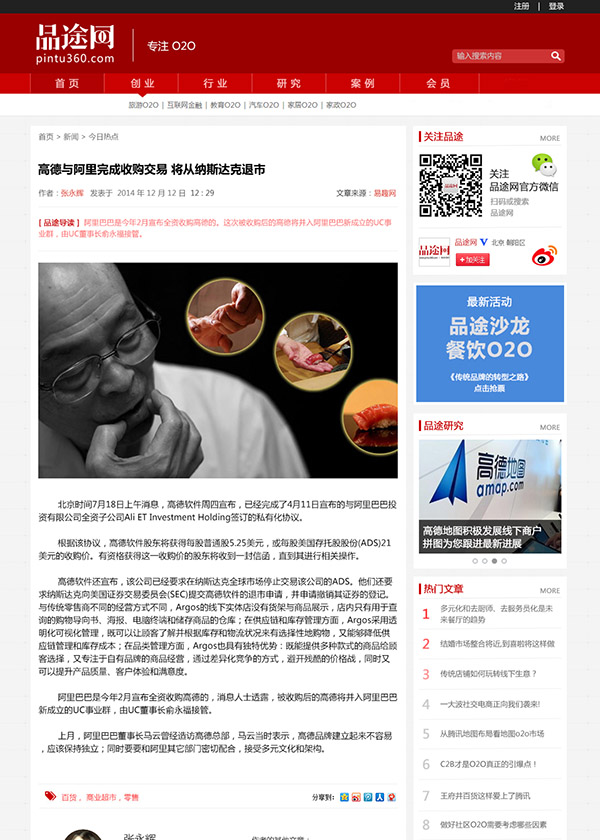 注册 | 登录
品途网
pintu360.com
专注 O2O
输入搜索内容
首 页 创 业 行 业 研 究 案 例 会 员
旅游O2O | 互联网金融 | 教育O2O | 汽车O2O | 家居O2O | 家政O2O
首页 > 新闻 > 今日热点
高德与阿里完成收购交易 将从纳斯达克退市
作者：张永辉 发表于 2014 年 12 月 12 日 12：29 文章来源：易趣网
[ 品途导读 ] 阿里巴巴是今年2月宣布全资收购高德的。这次被收购后的高德将并入阿里巴巴新成立的UC事
业群，由UC董事长俞永福接管。
北京时间7月18日上午消息，高德软件周四宣布，已经完成了4月11日宣布的与阿里巴巴投
资有限公司全资子公司Ali ET Investment Holding签订的私有化协议。
根据该协议，高德软件股东将获得每股普通股5.25美元，或每股美国存托股股份(ADS)21
美元的收购价。有资格获得这一收购价的股东将收到一封信函，直到其进行相关操作。
高德软件还宣布，该公司已经要求在纳斯达克全球市场停止交易该公司的ADS。他们还要
求纳斯达克向美国证券交易委员会(SEC)提交高德软件的退市申请，并申请撤销其证券的登记。
与传统零售商不同的经营方式不同，Argos的线下实体店没有货架与商品展示，店内只有用于查
询的购物导向书、海报、电脑终端和储存商品的仓库；在供应链和库存管理方面，Argos采用透
明化可视化管理，既可以让顾客了解并根据库存和物流状况来有选择性地购物，又能够降低供
应链管理和库存成本；在品类管理方面，Argos也具有独特优势：既能提供多种款式的商品给顾
客选择，又专注于自有品牌的商品经营，通过差异化竞争的方式，避开残酷的价格战，同时又
可以提升产品质量、客户体验和满意度。
阿里巴巴是今年2月宣布全资收购高德的，消息人士透露，被收购后的高德将并入阿里巴巴
新成立的UC事业群，由UC董事长俞永福接管。
上月，阿里巴巴董事长马云曾经造访高德总部，马云当时表示，高德品牌建立起来不容易
，应该保持独立；同时要要和阿里其它部门密切配合，接受多元文化和架构。
百货， 商业超市，零售 分享到：
张永辉 作者的其他文章：
关注品途 MORE
关注
品途网官方微信
扫码或搜索
品途网
品途网
品途网 V 北京 朝阳区
+加关注
最新活动
品途沙龙
餐饮O2O
《传统品牌的转型之路》
点击抢票
品途研究 MORE
高德地图
amap.com
高德地图积极发展线下商户
拼图为您跟进最新进展
热门文章 MORE
1 多元化和去厨师、去服务员化是未
来餐厅的趋势
2 结婚市场整合将近,到喜啦将这样做
3 传统店铺如何玩转线下生意？
4 一大波社交电商正向我们袭来!
5 从腾讯地图布局看地图o2o市场
6 C2B才是O2O真正的引爆点！
7 王府井百货这样爱上了腾讯
8 做好社区O2O需要考虑哪些因素